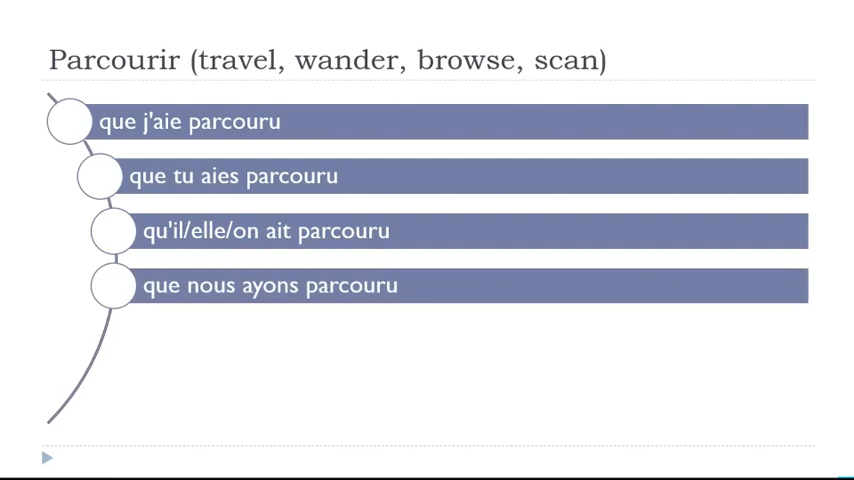 Parcourir (travel, wander, browse, scan)
que j'aie parcouru
que tu aies parcouru
qu'il/elle/on ait parcouru
que nous ayons parcouru